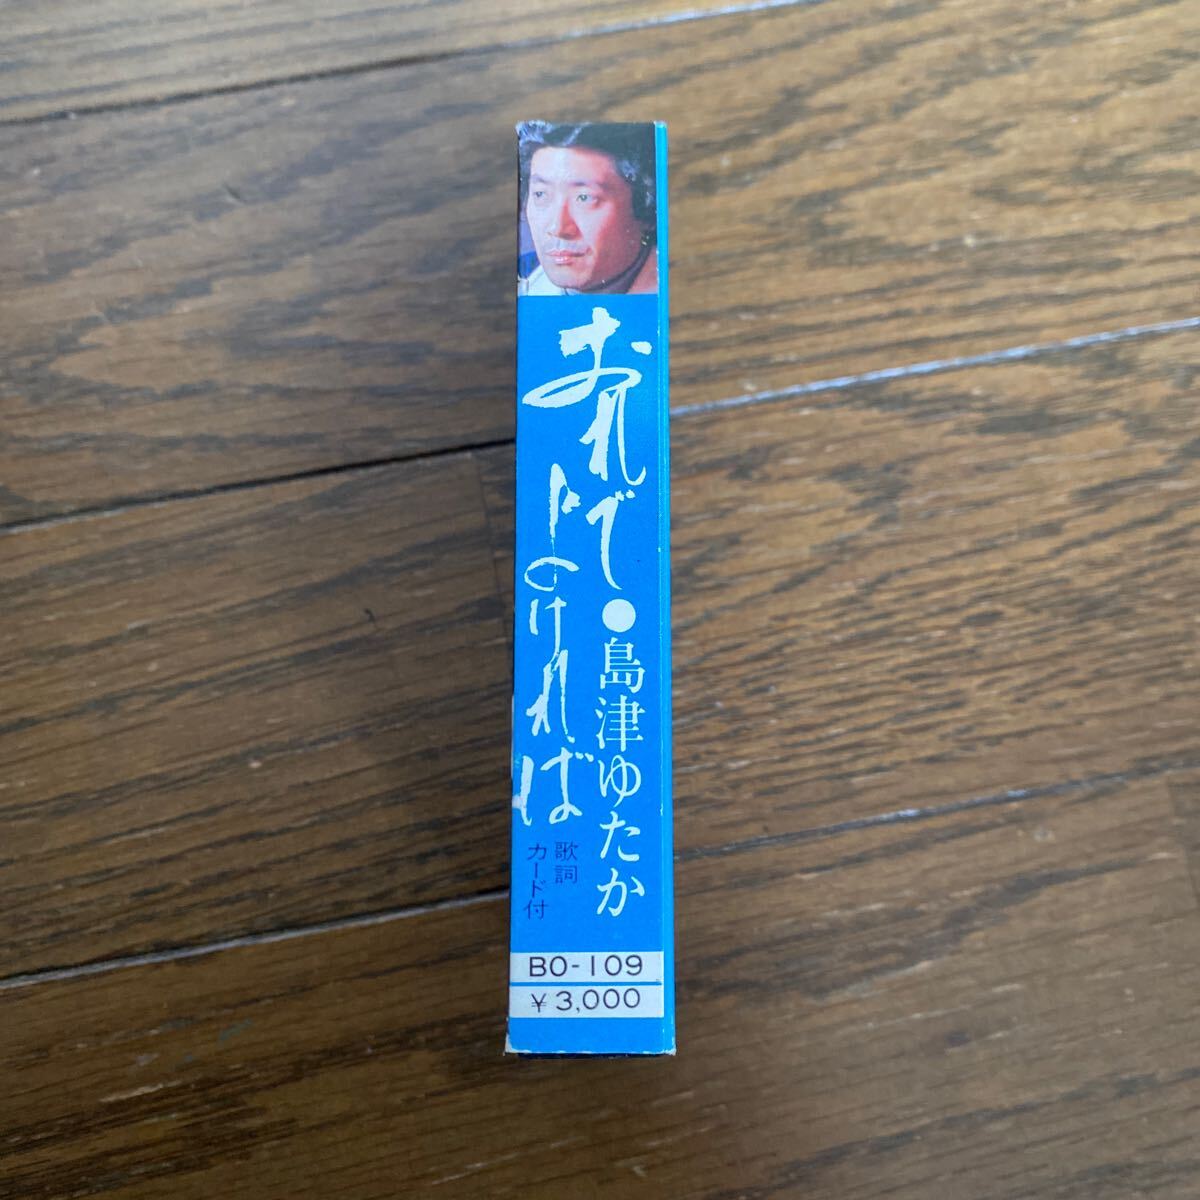 おれで
よければ
●島津ゆたか
歌詞
カード付
BO-109
¥3,000